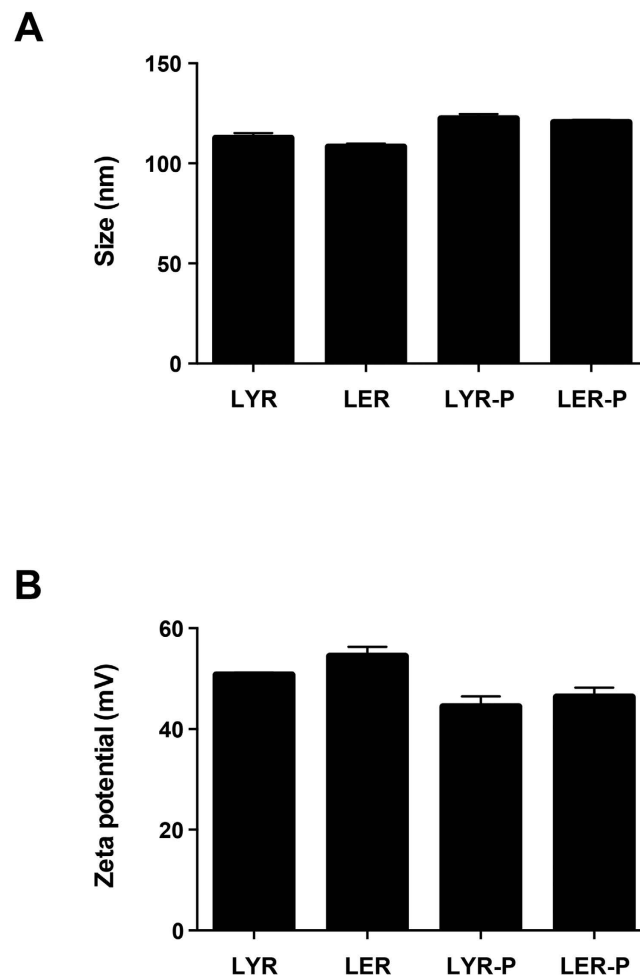 A
150
100
50
0
Size (nm)
LYR LER LYR-P LER-P
B
60
40
20
0
Zeta potential (mV)
LYR LER LYR-P LER-P